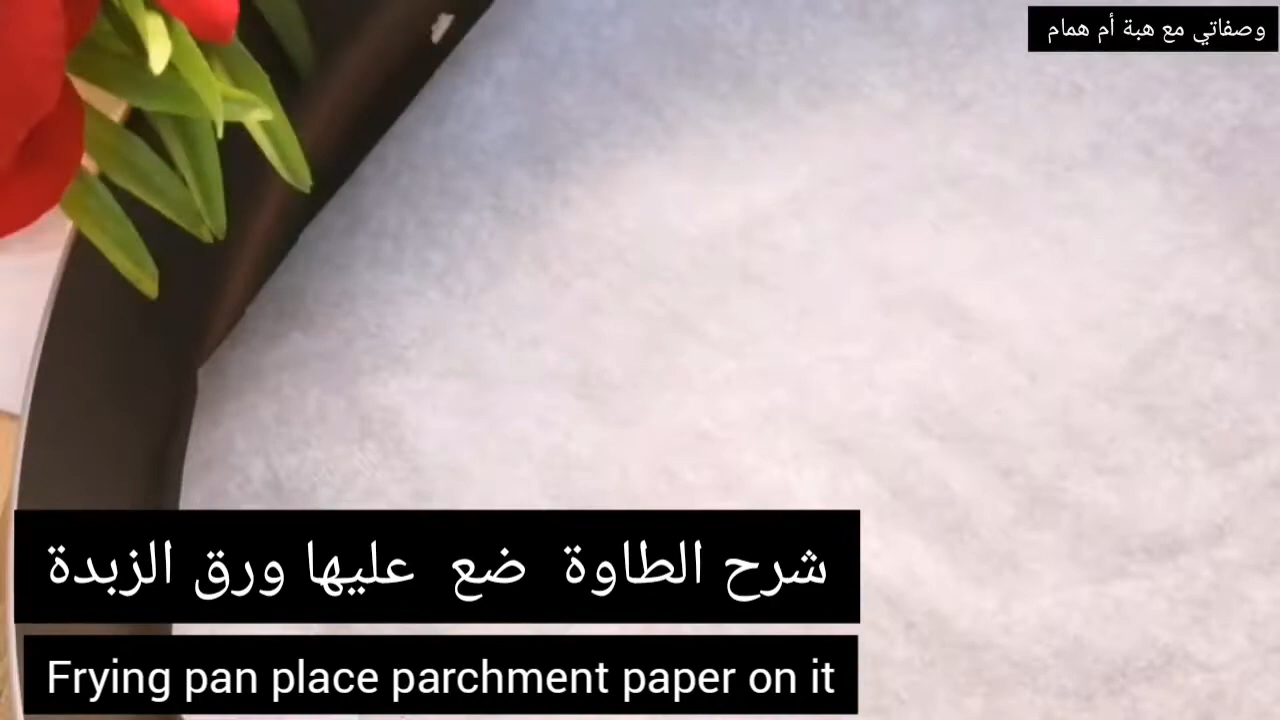 وصفاتي مع هبة أم همام
شرح الطاوة ضع عليها ورق الزبدة
Frying pan place parchment paper on it